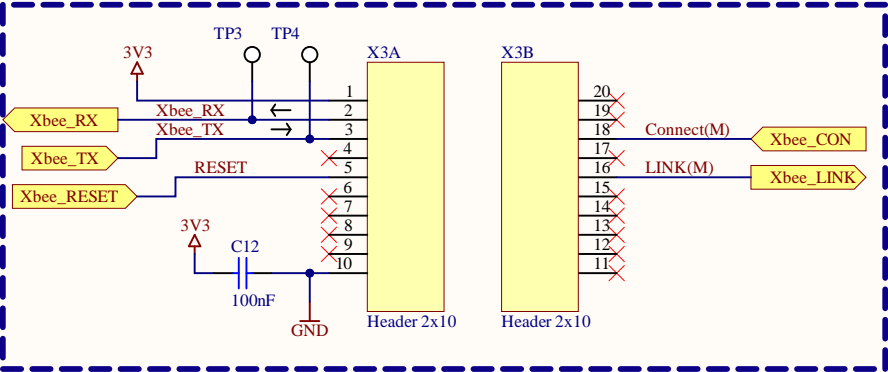 TP3 TP4
3V3 X3A X3B
1 20
Xbee_RX Xbee_RX 2 19
Xbee_TX 3 18 Connect(M) Xbee_CON
Xbee_TX 4 17
RESET 5 16 LINK(M) Xbee_LINK
Xbee_RESET 6 15
7 14
3V3 8 13
C12 9 12
10 11
100nF
GND Header 2x10 Header 2x10